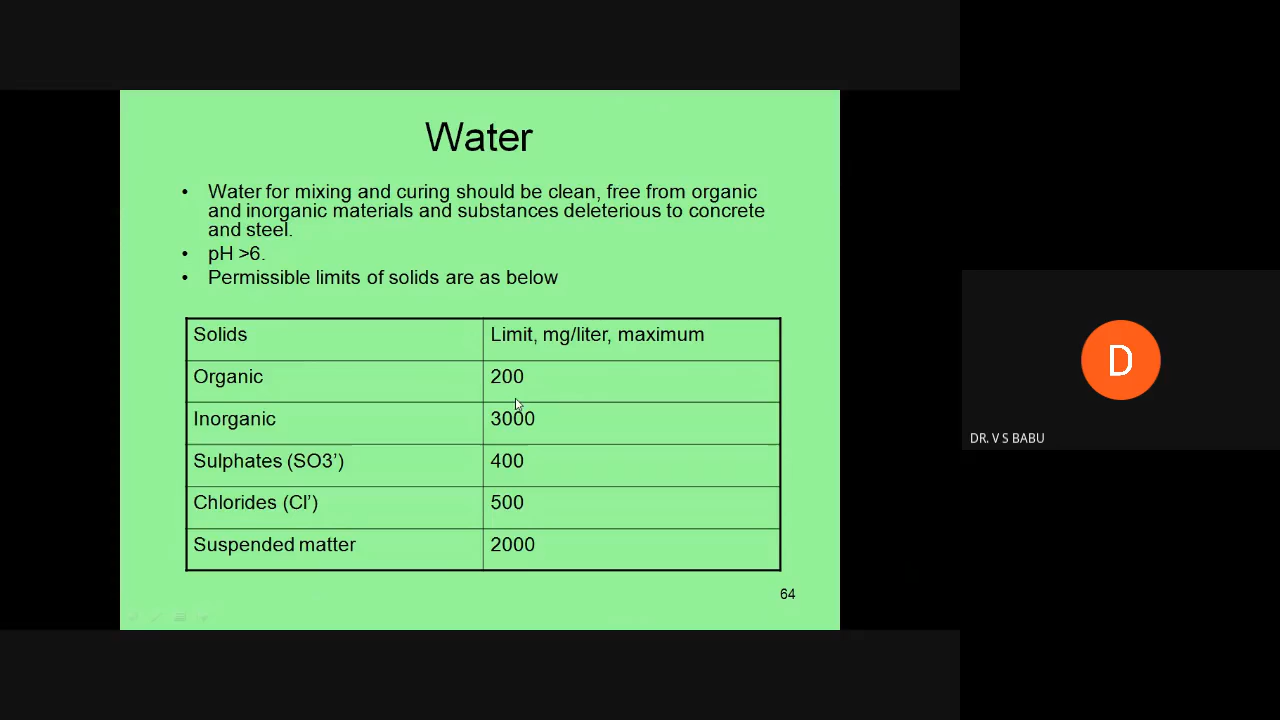 Water
• Water for mixing and curing should be clean, free from organic
and inorganic materials and substances deleterious to concrete
and steel.
• pH >6.
• Permissible limits of solids are as below
Solids Limit, mg/liter, maximum
Organic 200
Inorganic 3000
Sulphates (SO3’) 400
Chlorides (Cl’) 500
Suspended matter 2000
64
D
DR. V S BABU